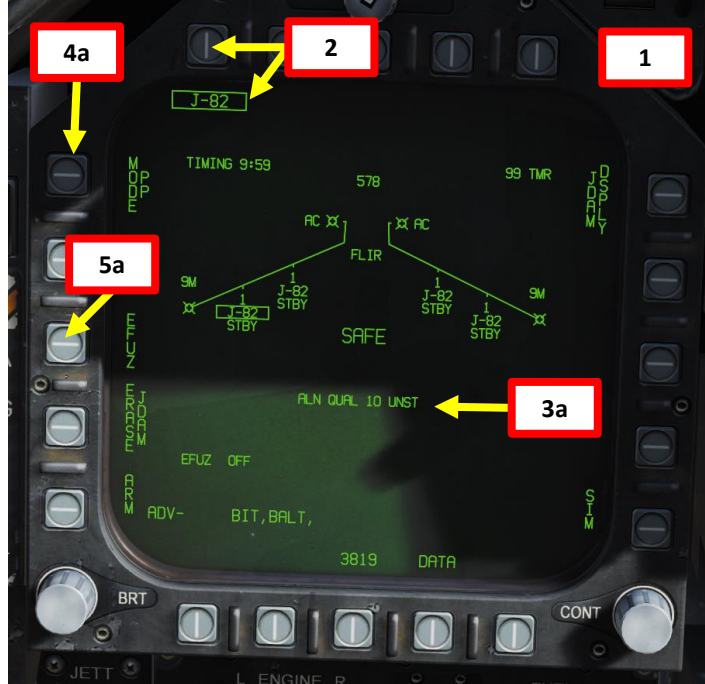 4a
2
1
J-82
TIMING 9:59
578
99 TMR
MODE
PP
JDAM
DSPLY
AC
AC
FLIR
5a
9M
9M
1
1
1
1
J-82
J-82
J-82
J-82
STBY
STBY
STBY
STBY
SAFE
EFUZ
ALN QUAL 10 UNST
3a
ERASE
JDAM
EFUZ OFF
ARM
ADV- BIT,BALT,
SIM
3819 DATA
BRT
CONT
JETT
L ENGINE R